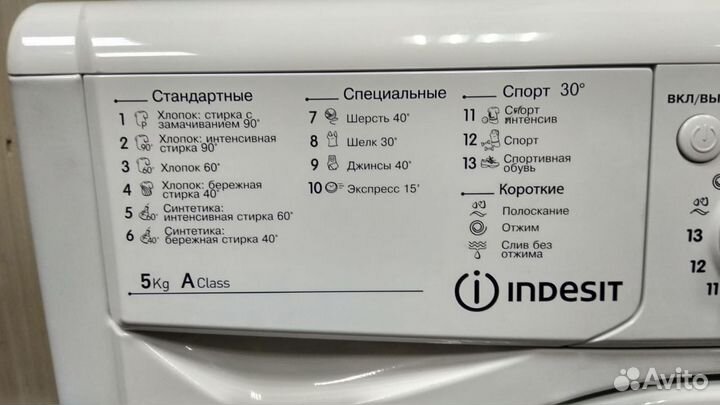 Стандартные
1 Хлопок: стирка с
замачиванием 90°
2 Хлопок: интенсивная
стирка 90°
3 Хлопок 60°
4 Хлопок: бережная
стирка 40°
5 Синтетика:
интенсивная стирка 60°
6 Синтетика:
бережная стирка 40°
Специальные
7 Шерсть 40°
8 Шелк 30°
9 Джинсы 40°
10 Экспресс 15'
Спорт 30°
11 Спорт
интенсив
12 Спорт
13 Спортивная
обувь
Короткие
Полоскание
Отжим
Слив без
отжима
5Kg A Class
INDESIT
ВКЛ/ВЫ
13
12
11
Avito